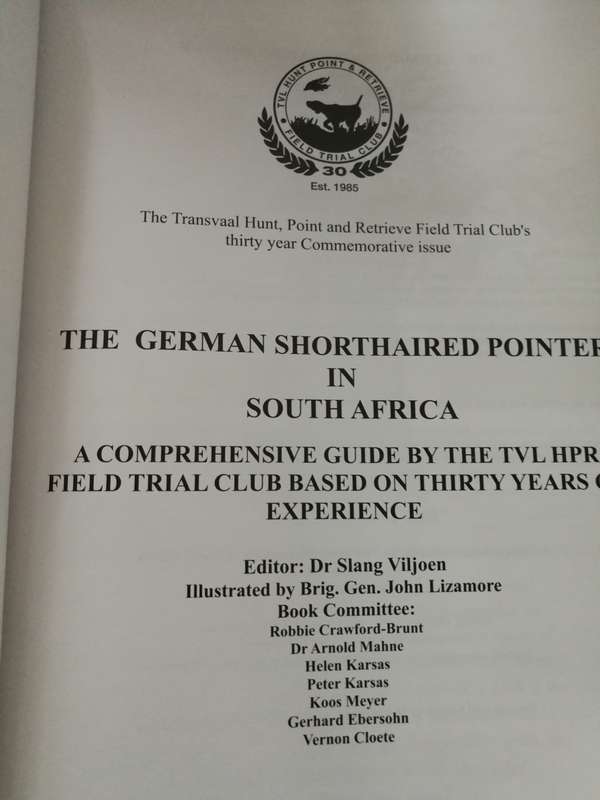 TVL HUNT POINT & RETRIEVE
FIELD TRIAL CLUB
30
Est. 1985
The Transvaal Hunt, Point and Retrieve Field Trial Club's
thirty year Commemorative issue
THE GERMAN SHORTHAIRED POINTER
IN
SOUTH AFRICA
A COMPREHENSIVE GUIDE BY THE TVL HPR
FIELD TRIAL CLUB BASED ON THIRTY YEARS
EXPERIENCE
Editor: Dr Slang Viljoen
Illustrated by Brig. Gen. John Lizamore
Book Committee:
Robbie Crawford-Brunt
Dr Arnold Mahne
Helen Karsas
Peter Karsas
Koos Meyer
Gerhard Ebersohn
Vernon Cloete